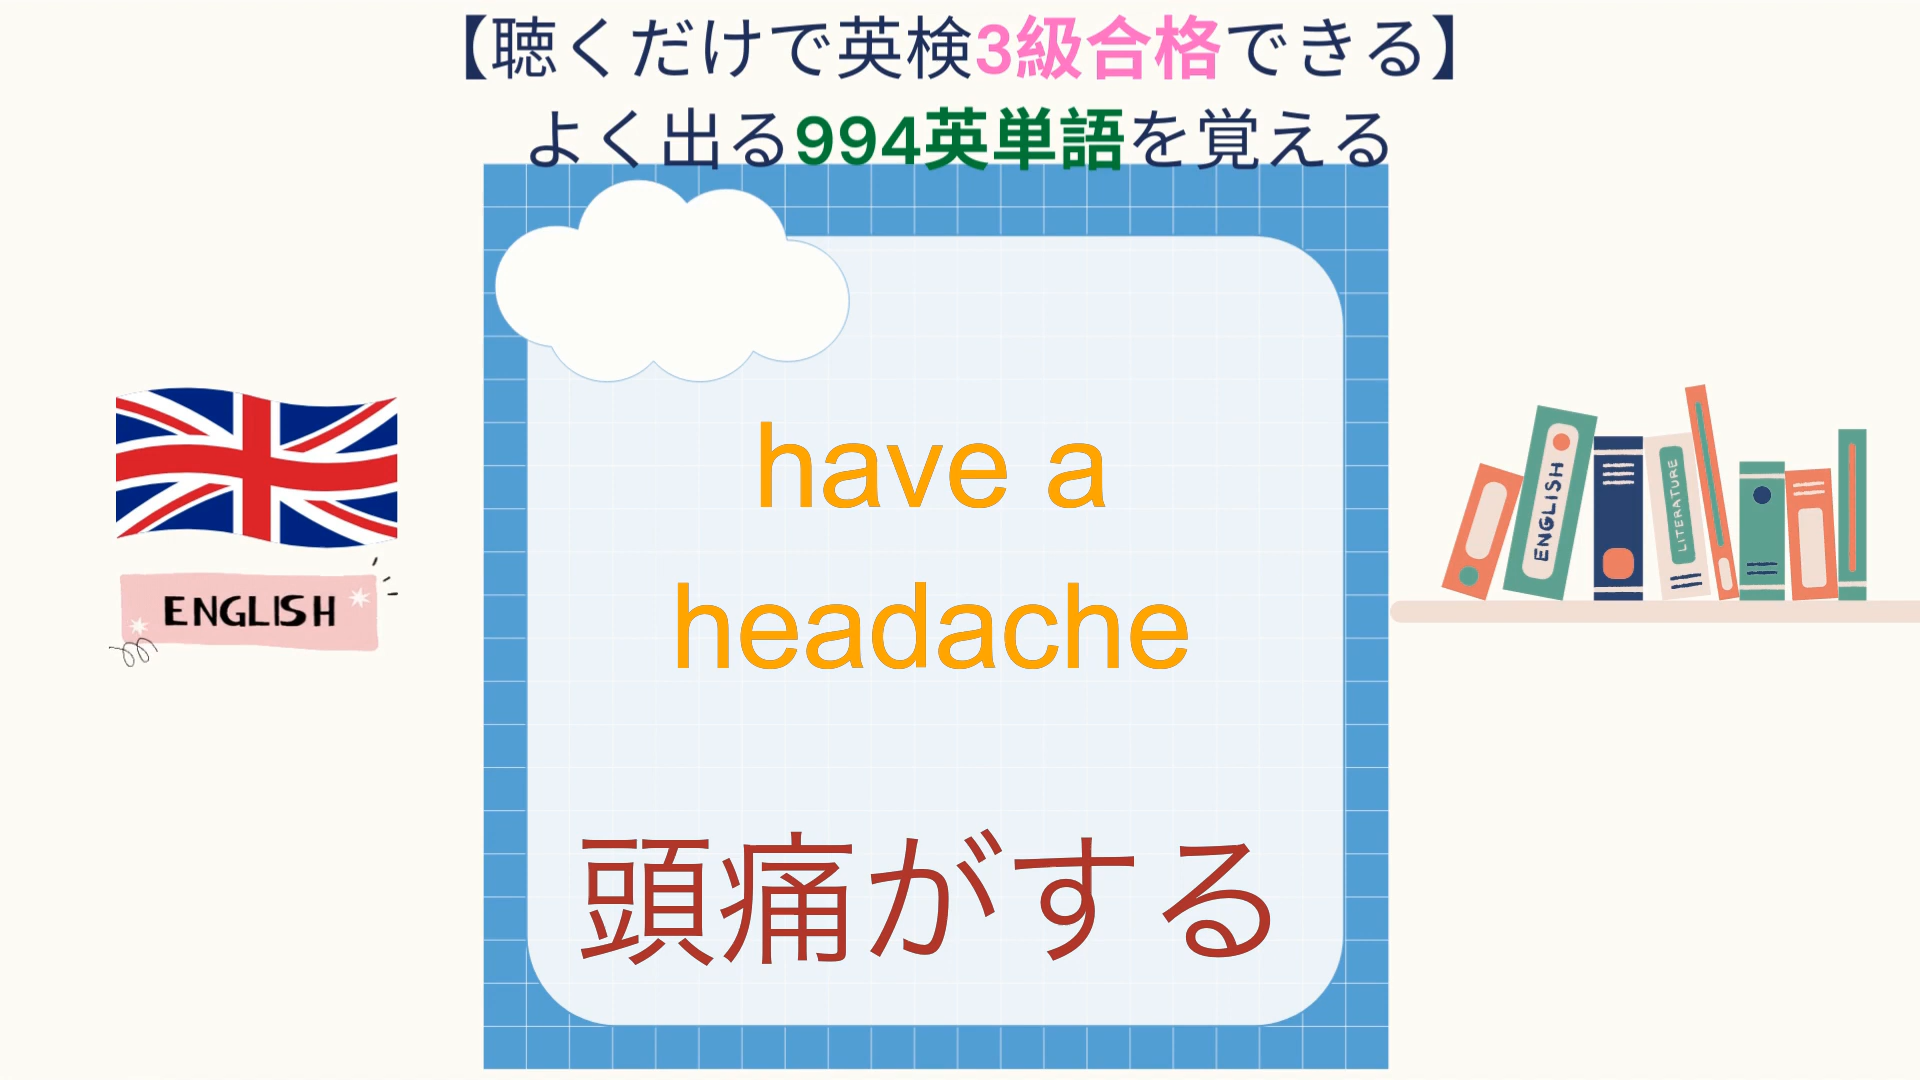 【聴くだけで英検3級合格できる】
よく出る994英単語を覚える
have a
headache
頭痛がする
ENGLISH
ENGLISH
LITERATURE